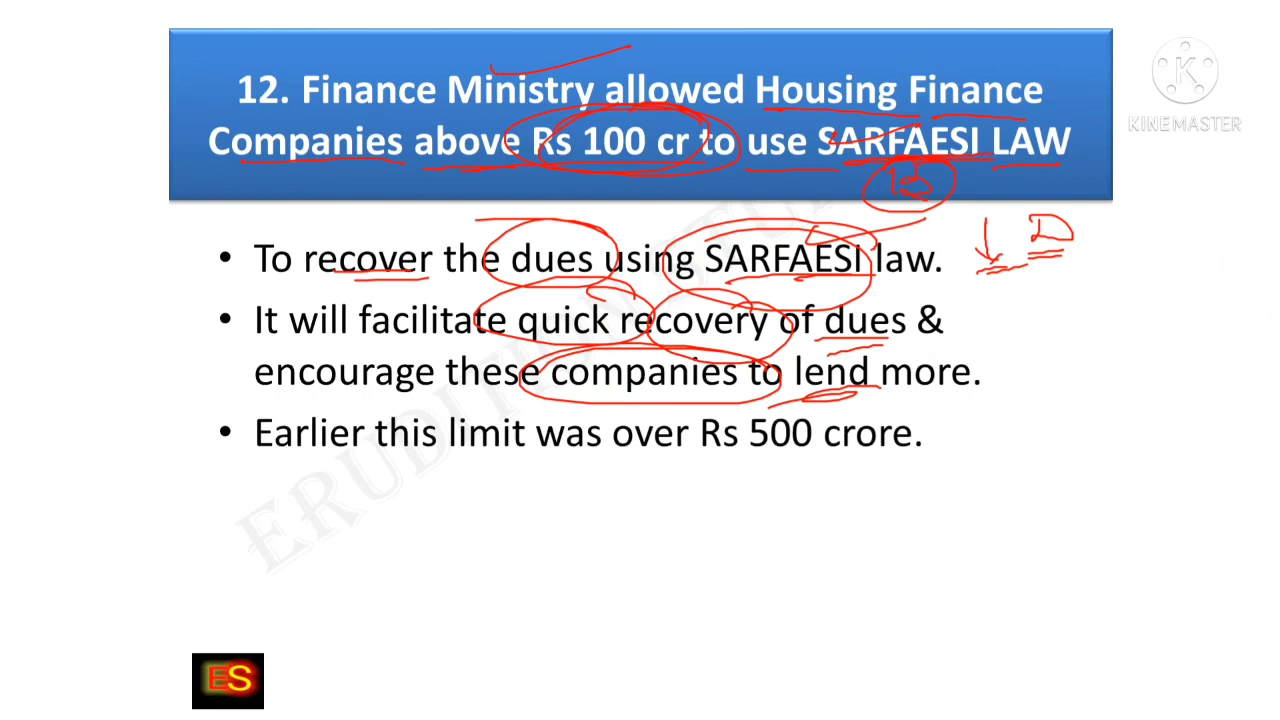 12. Finance Ministry allowed Housing Finance
Companies above Rs 100 cr to use SARFAESI LAW
KINEMASTER
• To recover the dues using SARFAESI law.
D
• It will facilitate quick recovery of dues &
encourage these companies to lend more.
• Earlier this limit was over Rs 500 crore.
ES